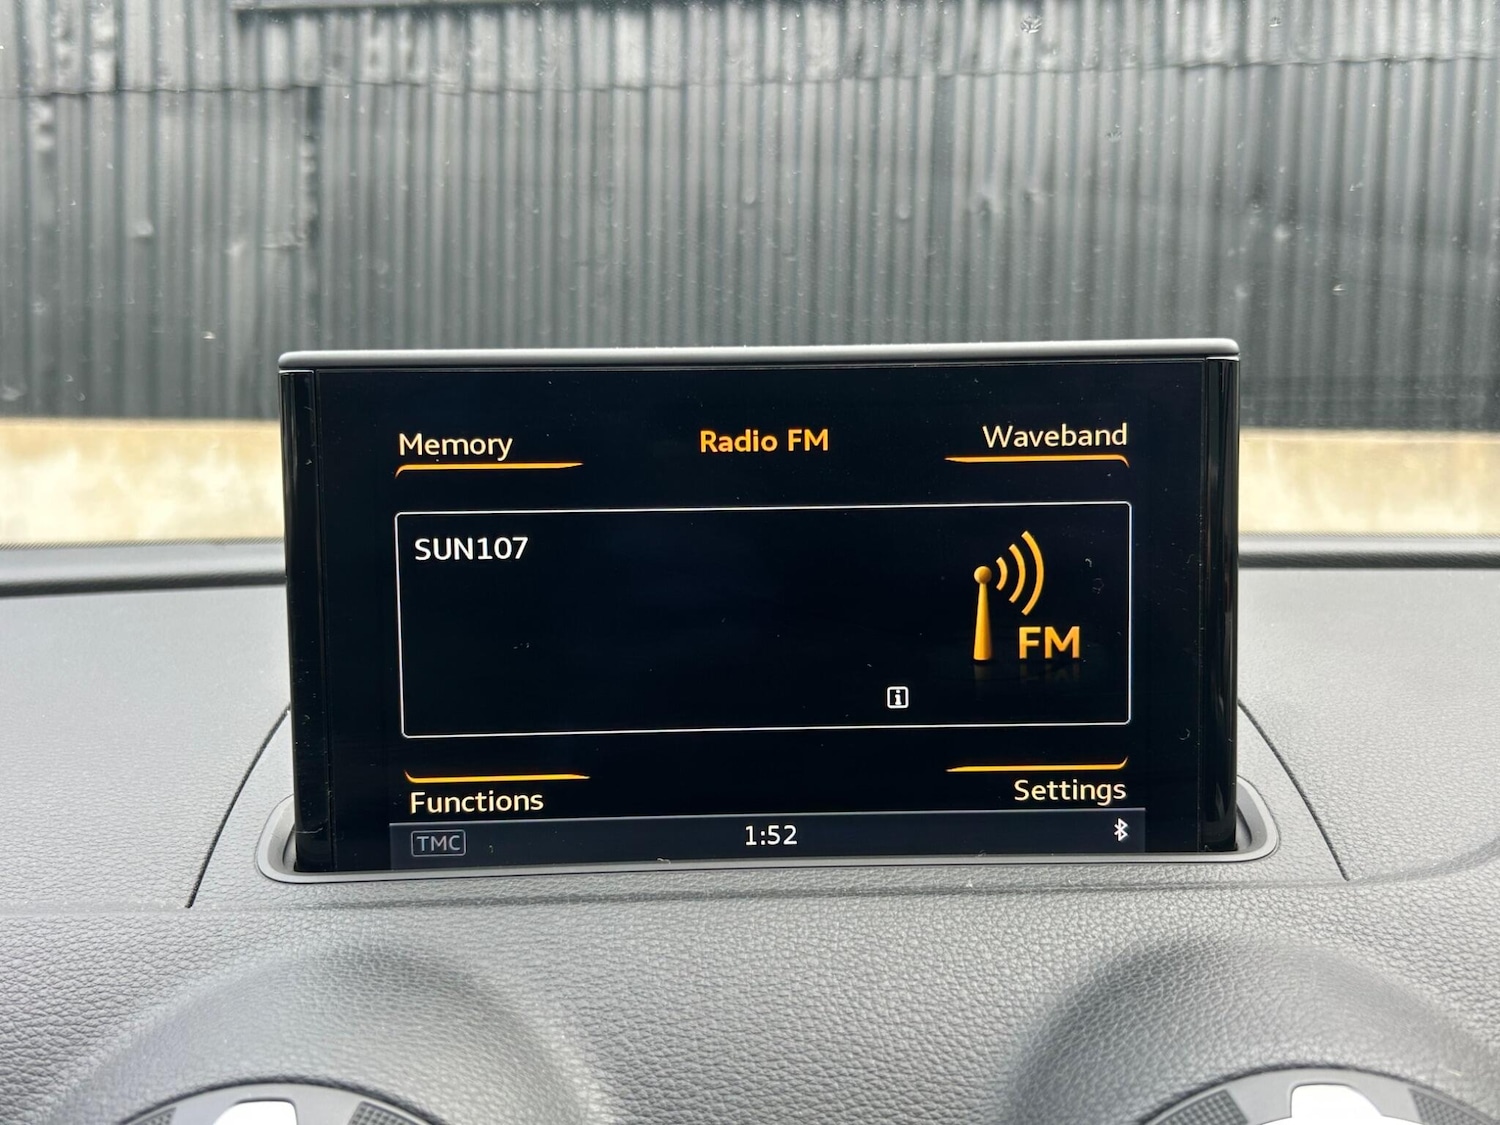 Memory
Radio FM
Waveband
SUN107
FM
i
Functions
Settings
TMC
1:52